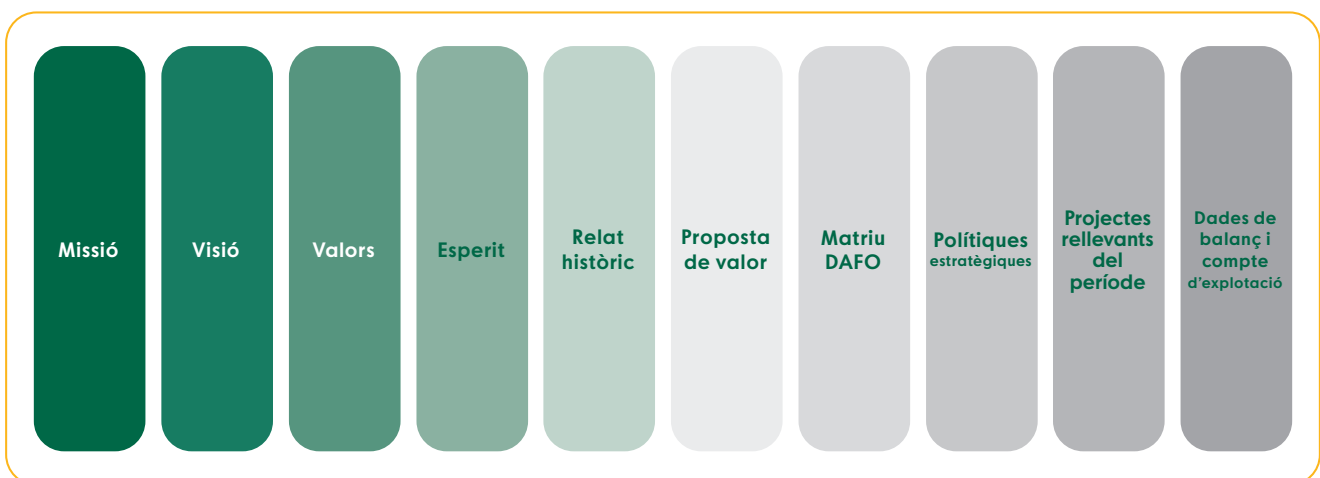 Missió
Visió
Valors
Esperit
Relat
històric
Proposta
de valor
Matriu
DAFO
Polítiques
estratègiques
Projectes
rellevants
del
període
Dades de
balanç i
compte
d'explotació